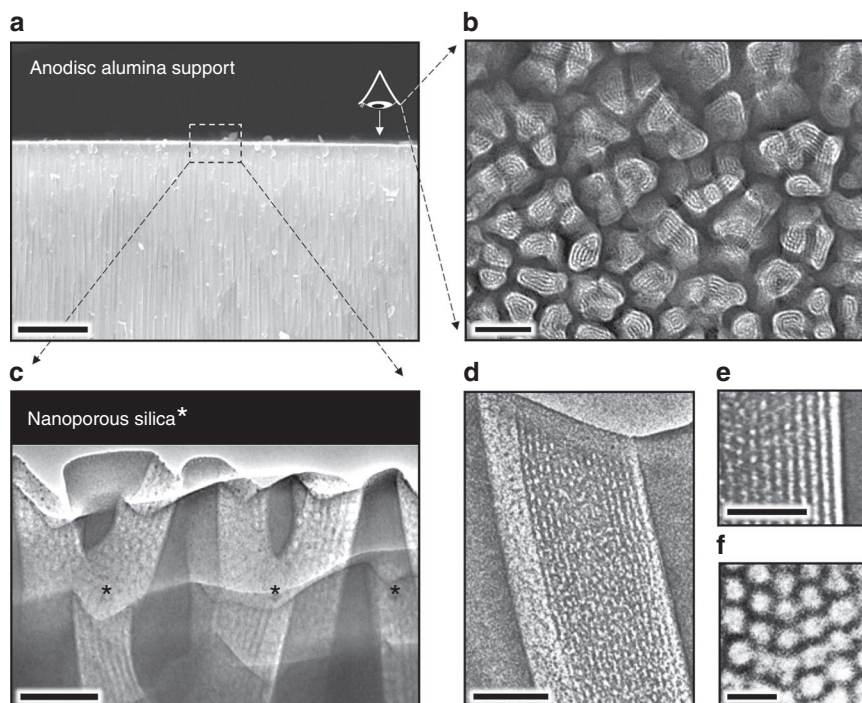 a
Anodisc alumina support
b
c
Nanoporous silica*
*
*
*
d
e
f